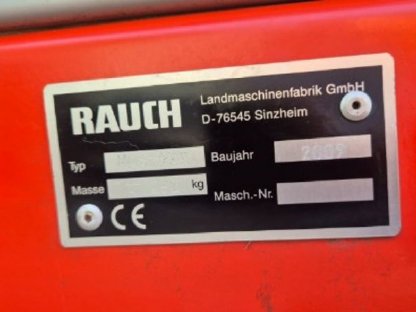 RAUCH
Landmaschinenfabrik GmbH
D-76545 Sinzheim
Typ
Baujahr
Masse kg
Masch.-Nr.
CE